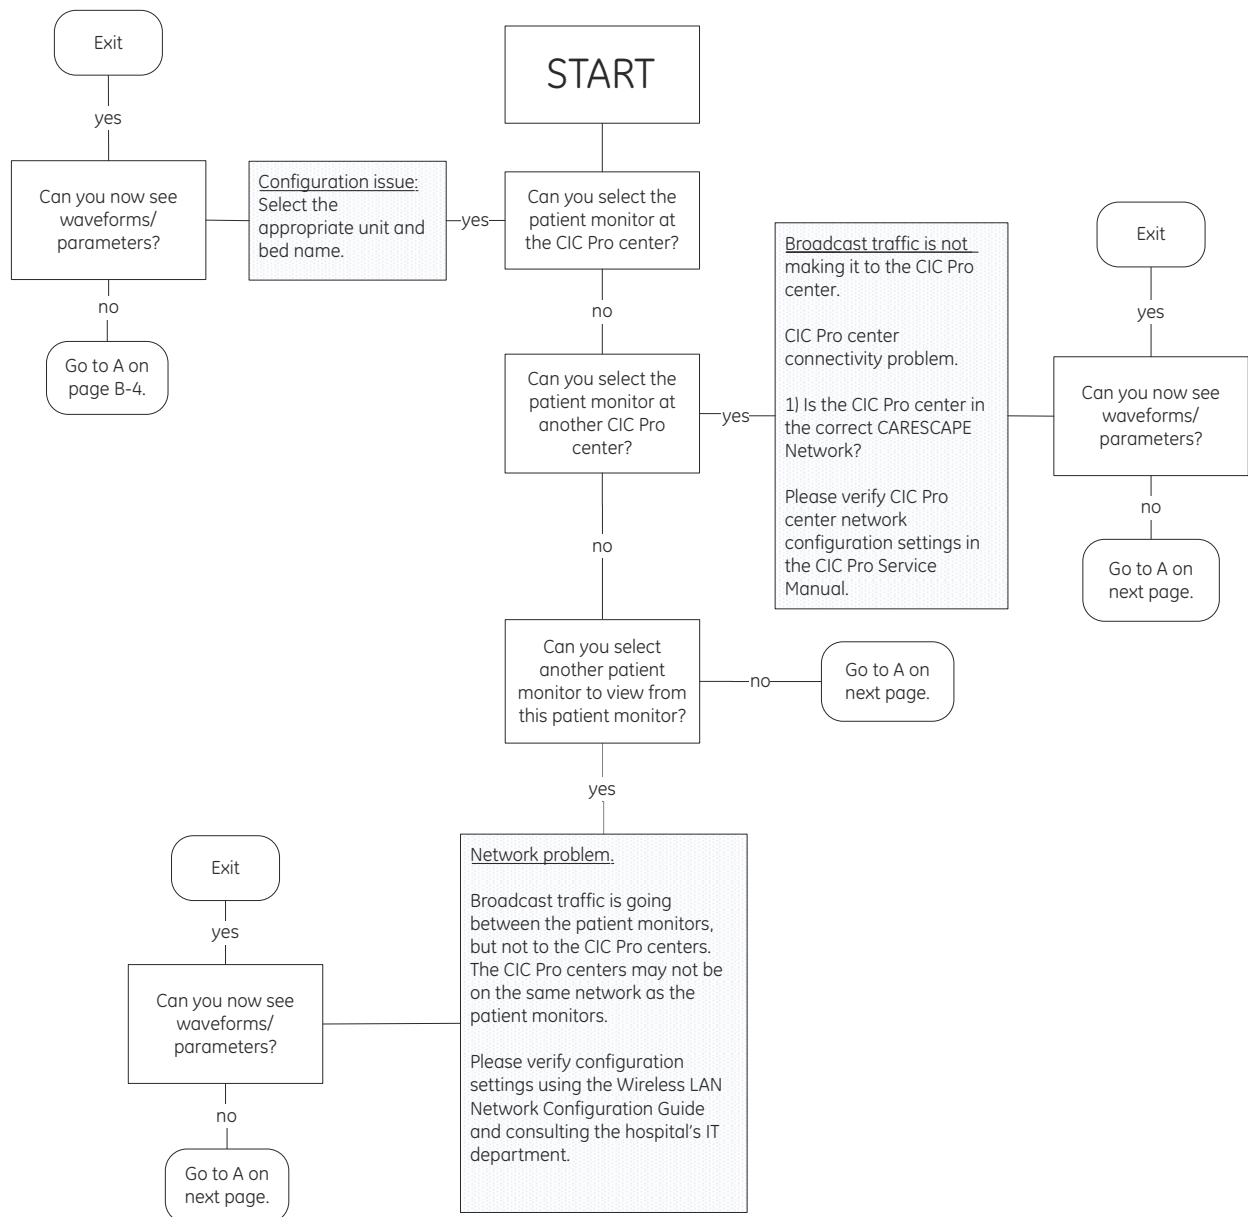 START
Exit
yes
Can you now see
waveforms/
parameters?
no
Go to A on
page B-4.
Configuration issue:
Select the
appropriate unit and
bed name.
yes
Can you select the
patient monitor at
the CIC Pro center?
no
Can you select the
patient monitor at
another CIC Pro
center?
yes
Broadcast traffic is not
making it to the CIC Pro
center.
CIC Pro center
connectivity problem.
1) Is the CIC Pro center in
the correct CARESCAPE
Network?
Please verify CIC Pro
center network
configuration settings in
the CIC Pro Service
Manual.
Exit
yes
Can you now see
waveforms/
parameters?
no
Go to A on
next page.
no
Can you select
another patient
monitor to view from
this patient monitor?
no
Go to A on
next page.
yes
Network problem.
Broadcast traffic is going
between the patient monitors,
but not to the CIC Pro centers.
The CIC Pro centers may not be
on the same network as the
patient monitors.
Please verify configuration
settings using the Wireless LAN
Network Configuration Guide
and consulting the hospital's IT
department.
Exit
yes
Can you now see
waveforms/
parameters?
no
Go to A on
next page.